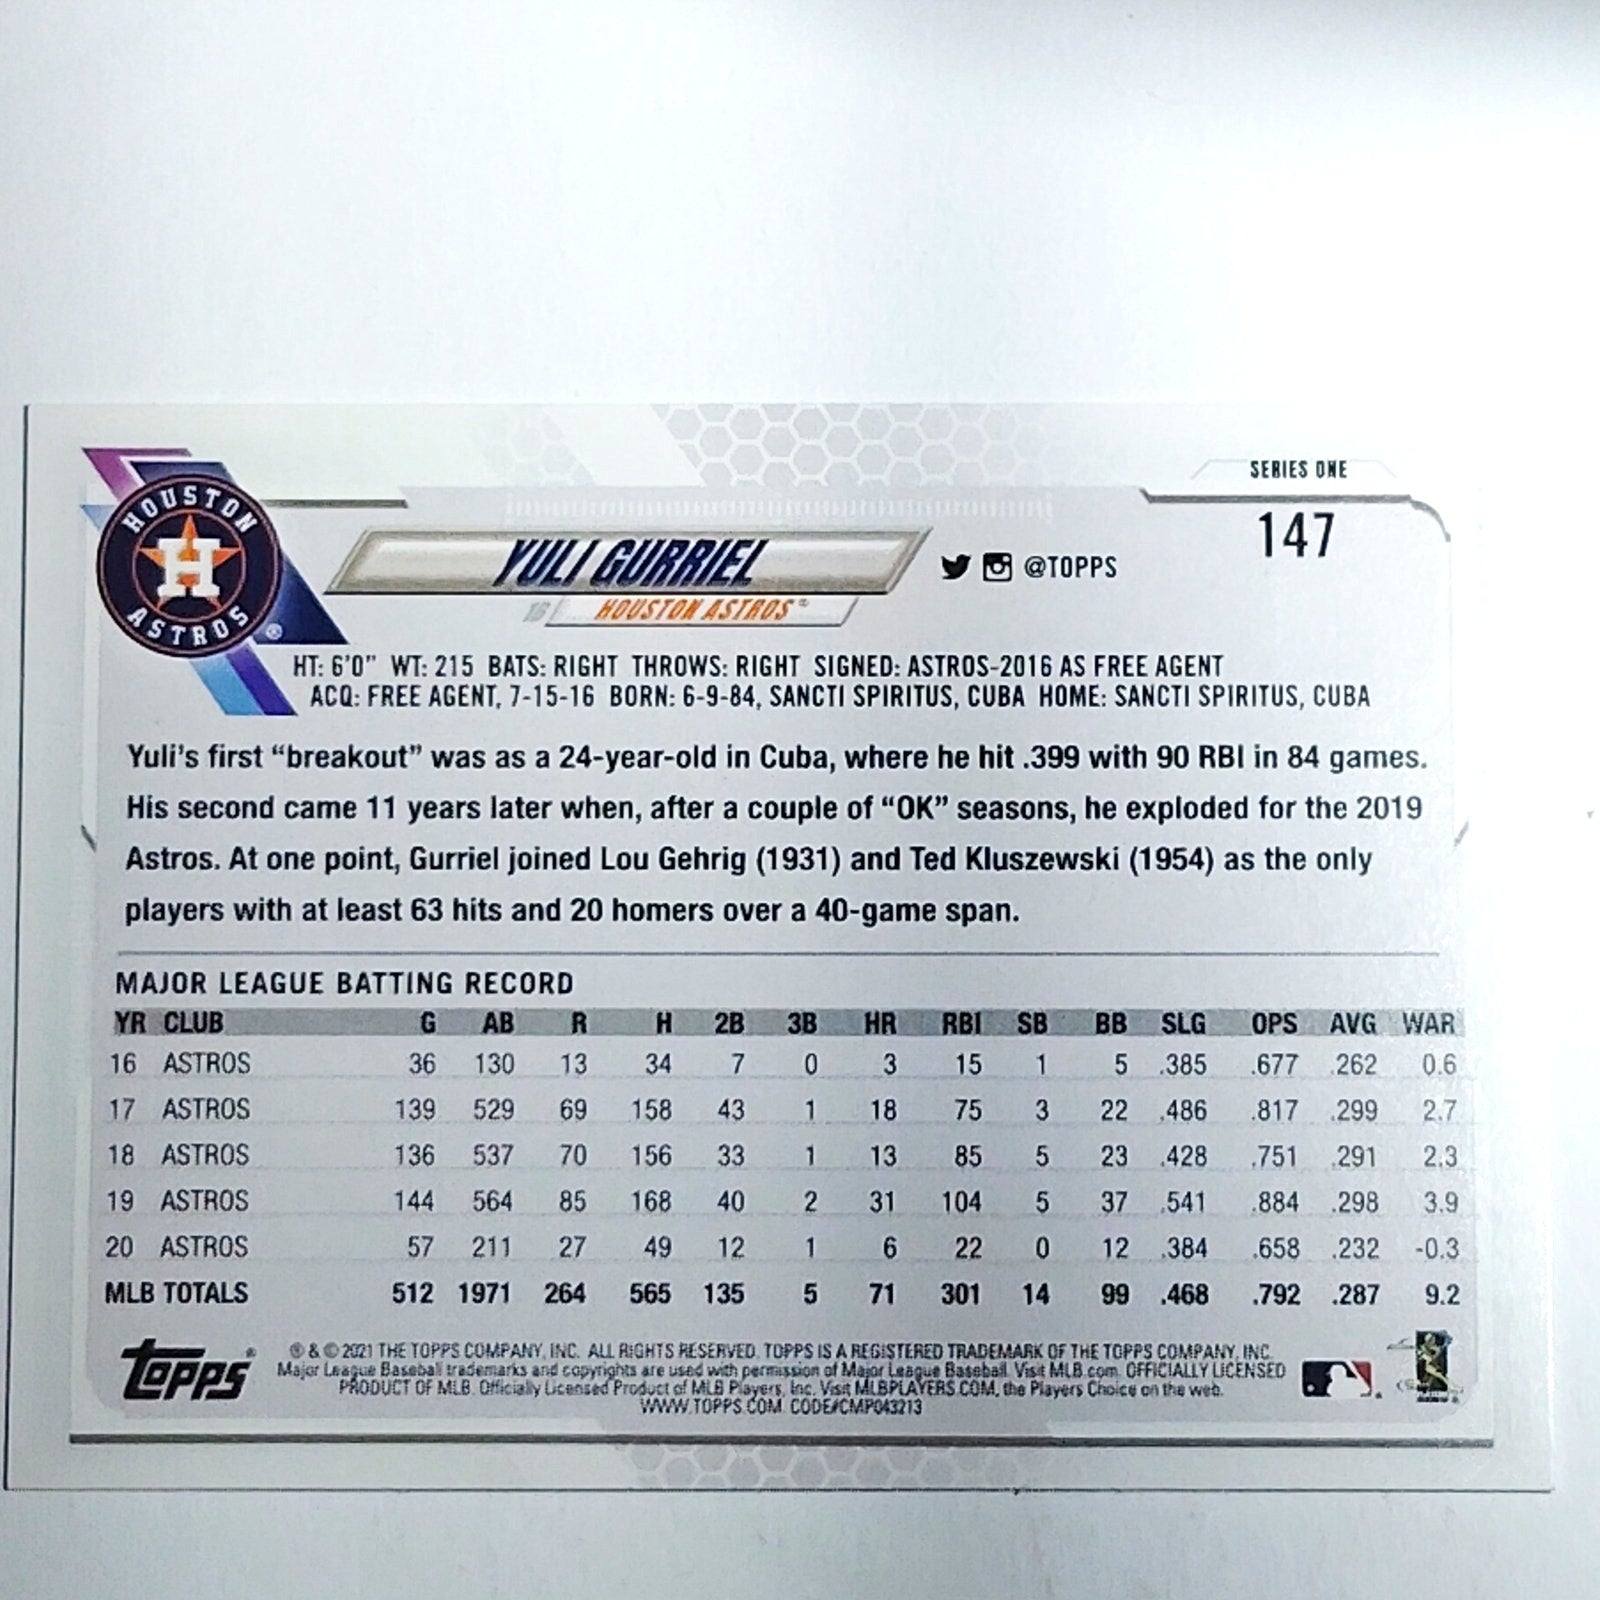 HOUSTON ASTROS
H
SERIES ONE
147
YULI GURRIEL
@TOPPS
16 HOUSTON ASTROS®
HT: 6'0" WT: 215 BATS: RIGHT THROWS: RIGHT SIGNED: ASTROS-2016 AS FREE AGENT
ACQ: FREE AGENT, 7-15-16 BORN: 6-9-84, SANCTI SPIRITUS, CUBA HOME: SANCTI SPIRITUS, CUBA
Yuli's first “breakout” was as a 24-year-old in Cuba, where he hit .399 with 90 RBI in 84 games.
His second came 11 years later when, after a couple of “OK” seasons, he exploded for the 2019
Astros. At one point, Gurriel joined Lou Gehrig (1931) and Ted Kluszewski (1954) as the only
players with at least 63 hits and 20 homers over a 40-game span.
MAJOR LEAGUE BATTING RECORD
YR CLUB G AB R H 2B 3B HR RBI SB BB SLG OPS AVG WAR
16 ASTROS 36 130 13 34 7 0 3 15 1 5 .385 .677 .262 0.6
17 ASTROS 139 529 69 158 43 1 18 75 3 22 .486 .817 .299 2.7
18 ASTROS 136 537 70 156 33 1 13 85 5 23 .428 .751 .291 2.3
19 ASTROS 144 564 85 168 40 2 31 104 5 37 .541 .884 .298 3.9
20 ASTROS 57 211 27 49 12 1 6 22 0 12 .384 .658 .232 -0.3
MLB TOTALS 512 1971 264 565 135 5 71 301 14 99 .468 .792 .287 9.2
topps®
® & © 2021 THE TOPPS COMPANY, INC. ALL RIGHTS RESERVED. TOPPS IS A REGISTERED TRADEMARK OF THE TOPPS COMPANY, INC.
Major League Baseball trademarks and copyrights are used with permission of Major League Baseball. Visit MLB.com. OFFICIALLY LICENSED
PRODUCT OF MLB. Officially Licensed Product of MLB Players, Inc. Visit MLBPLAYERS.COM, the Players Choice on the web.
WWW.TOPPS.COM CODE#CMP043213